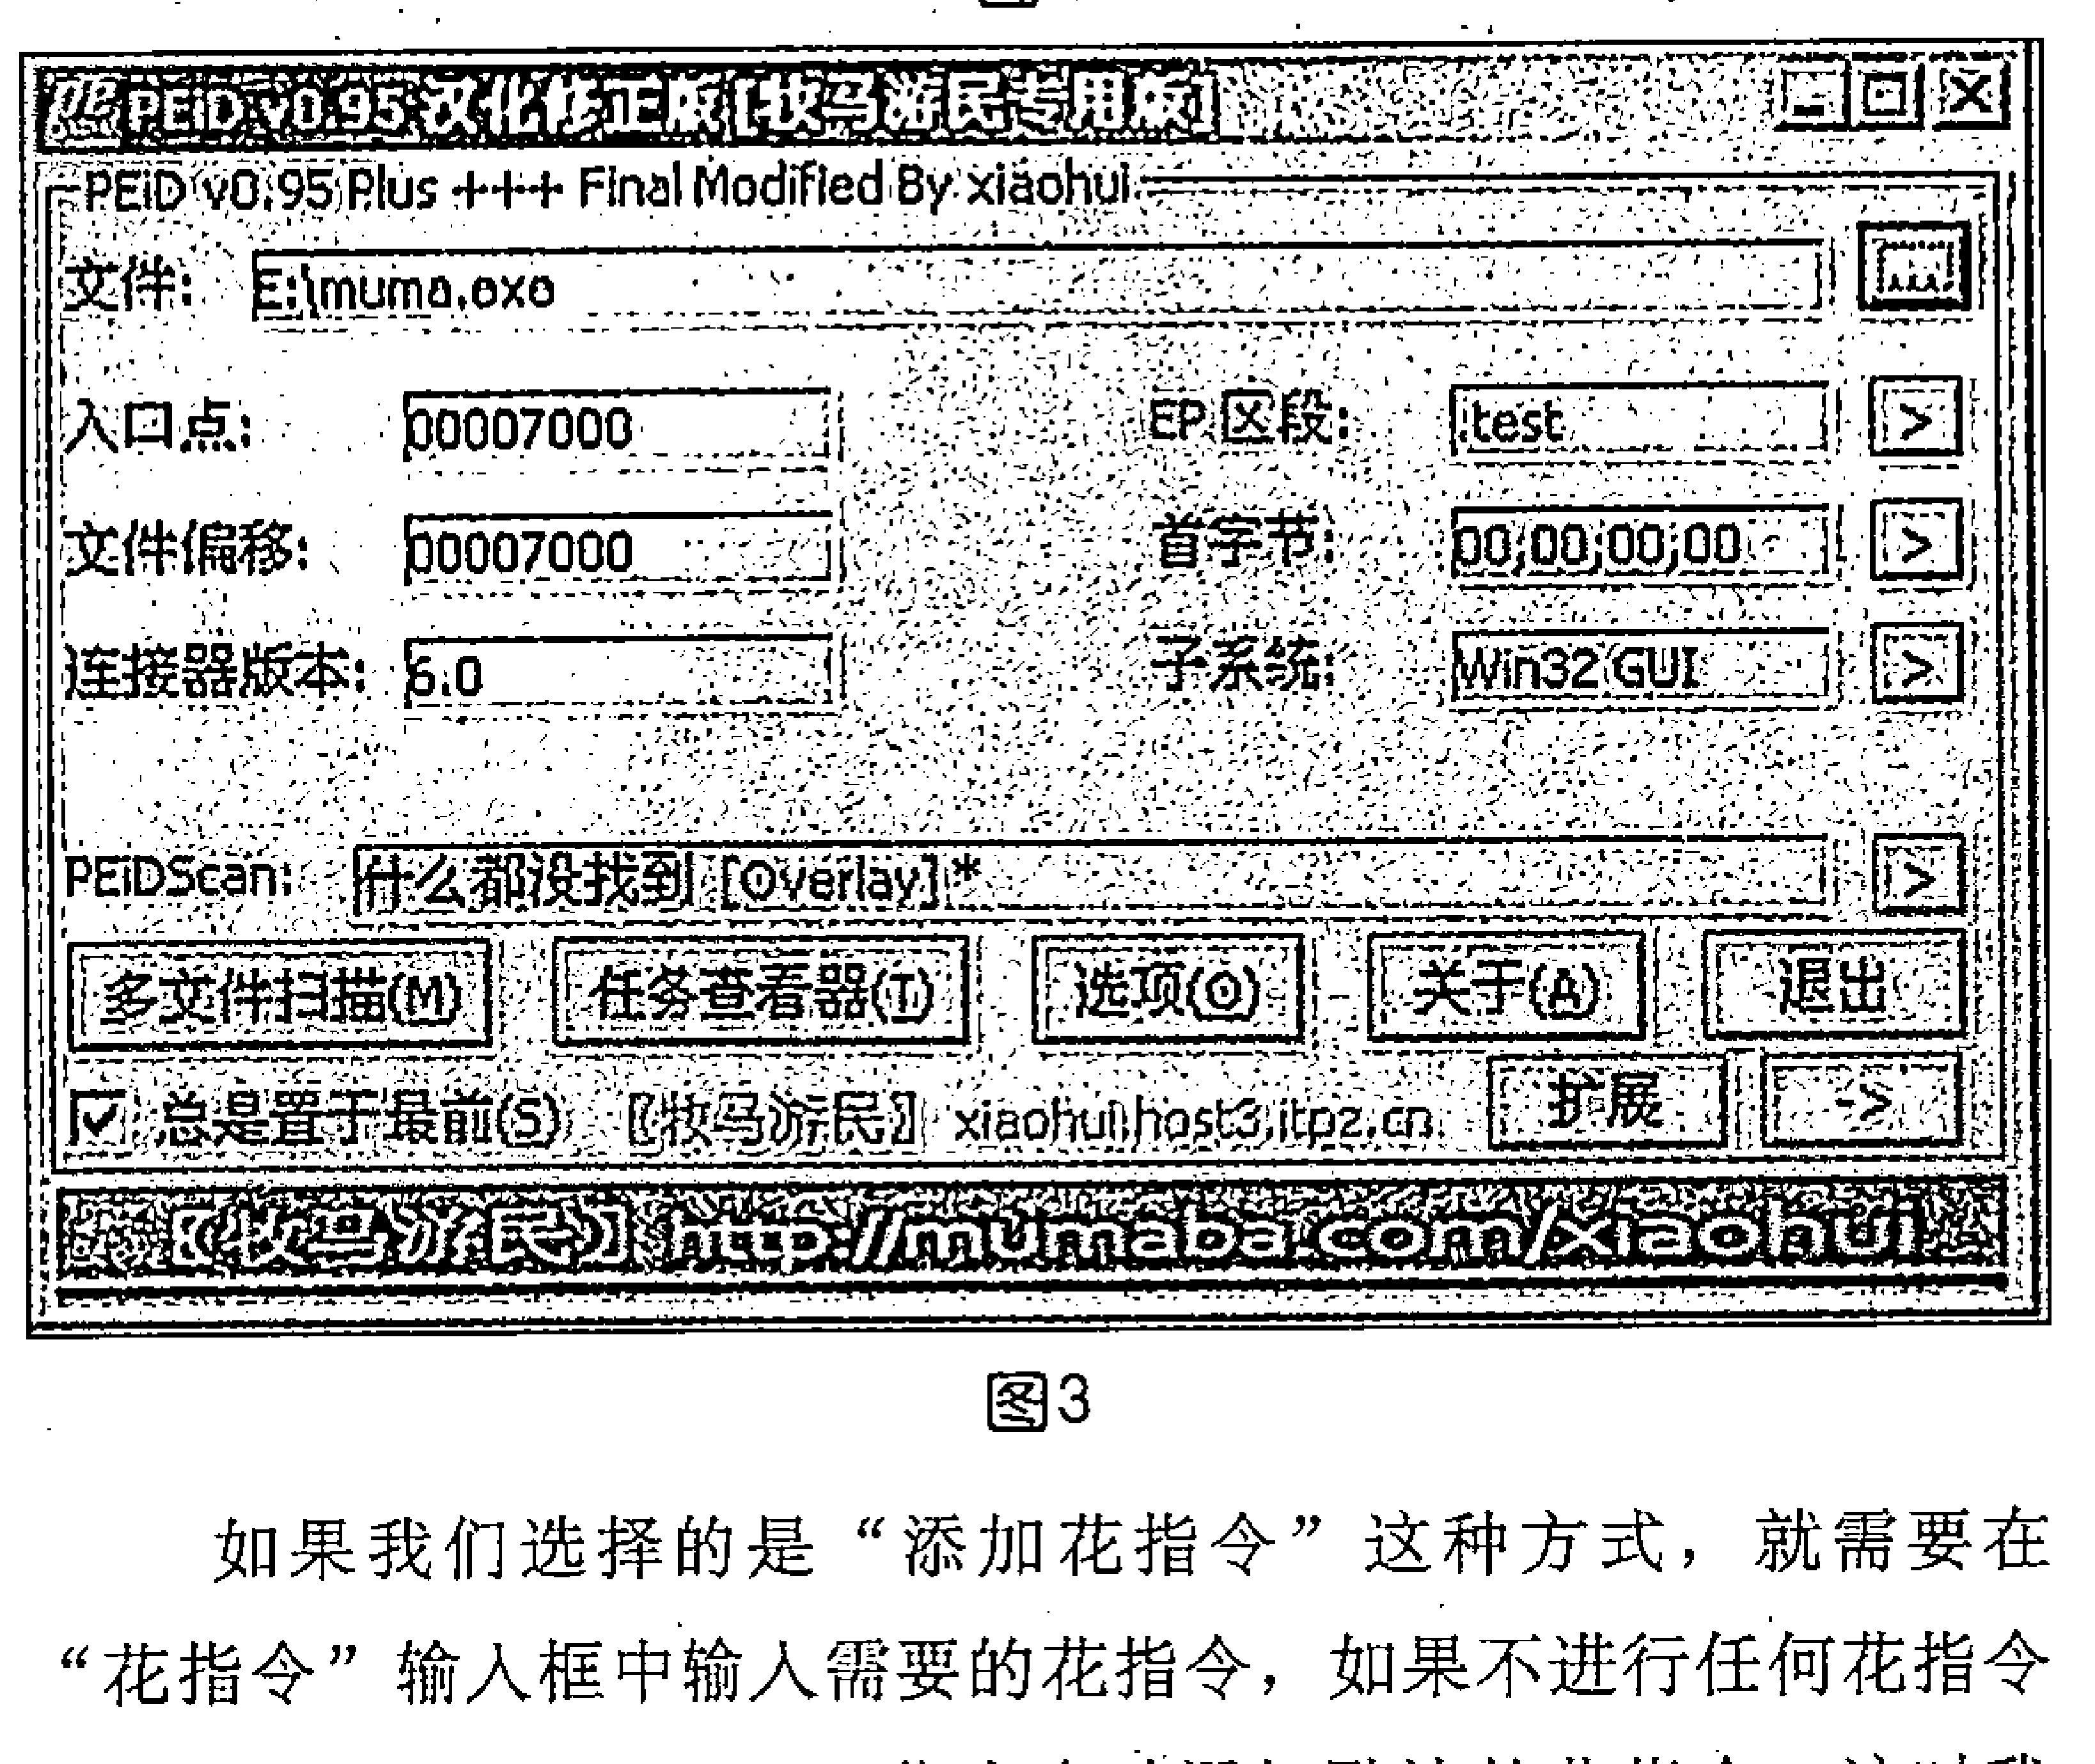 PEiD v0.95 汉化修正版【牧马游民专用版】
PEiD v0.95 Plus +++ Final Modified By xiaohui
文件: E:\muma.exe
入口点: 00007000 EP 区段: .test >
文件偏移: 00007000 首字节: 00,00,00,00 >
连接器版本: 6.0 子系统: Win32 GUI >
PEiDScan: 什么都没找到 [Overlay] * >
多文件扫描(M) 任务查看器(T) 选项(O) 关于(A) 退出
总是置于最前(S) 〖牧马游民〗 xiaohui.host3.itpz.cn 扩展 ->
〖牧马游民〗 http://mumaba.com/xiaohui
图3
如果我们选择的是“添加花指令”这种方式，就需要在
“花指令”输入框中输入需要的花指令，如果不进行任何花指令